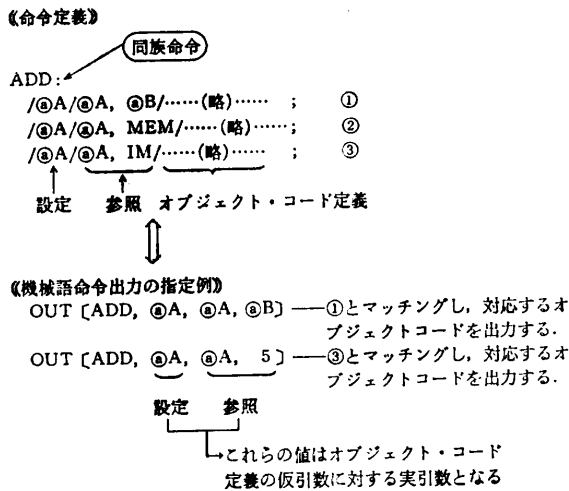 《命令定義》
同族命令
ADD:
/ⓐA/ⓐA, ⓐB/……(略)…… ; ①
/ⓐA/ⓐA, MEM/……(略)……; ②
/ⓐA/ⓐA, IM/……(略)…… ; ③
設定 参照 オブジェクト・コード定義
《機械語命令出力の指定例》
OUT〔ADD, ⓐA, ⓐA, ⓐB〕——①とマッチングし，対応するオ
ブジェクトコードを出力する．
OUT〔ADD, ⓐA, ⓐA, 5〕——③とマッチングし，対応するオ
ブジェクトコードを出力する．
設定 参照
これらの値はオブジェクト・コード
定義の仮引数に対する実引数となる